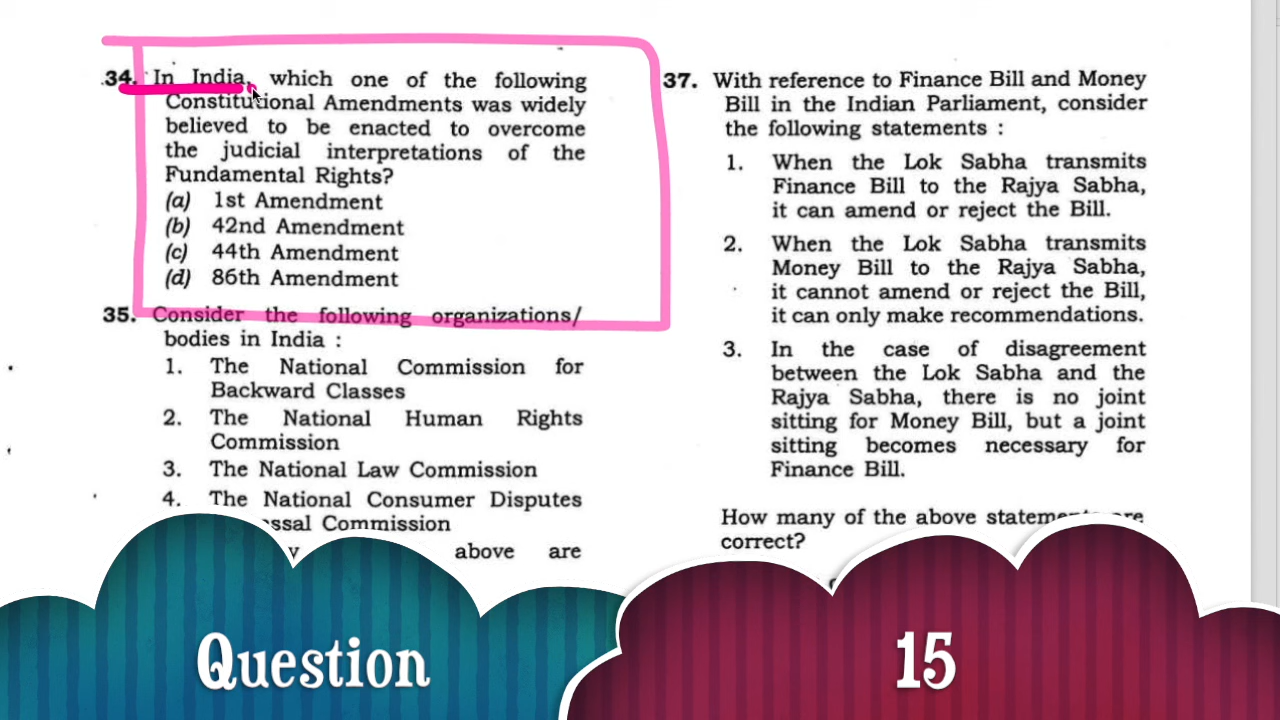 34. In India, which one of the following
Constitutional Amendments was widely
believed to be enacted to overcome
the judicial interpretations of the
Fundamental Rights?
(a) 1st Amendment
(b) 42nd Amendment
(c) 44th Amendment
(d) 86th Amendment
35. Consider the following organizations/
bodies in India :
1. The National Commission for
Backward Classes
2. The National Human Rights
Commission
3. The National Law Commission
4. The National Consumer Disputes
Commission
above are
37. With reference to Finance Bill and Money
Bill in the Indian Parliament, consider
the following statements :
1. When the Lok Sabha transmits
Finance Bill to the Rajya Sabha,
it can amend or reject the Bill.
2. When the Lok Sabha transmits
Money Bill to the Rajya Sabha,
it cannot amend or reject the Bill,
it can only make recommendations.
3. In the case of disagreement
between the Lok Sabha and the
Rajya Sabha, there is no joint
sitting for Money Bill, but a joint
sitting becomes necessary for
Finance Bill.
How many of the above statements are
correct?
Question
15